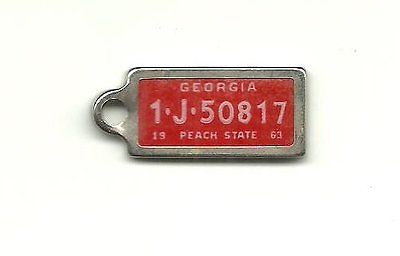 GEORGIA
1·J·50817
19 PEACH STATE 63